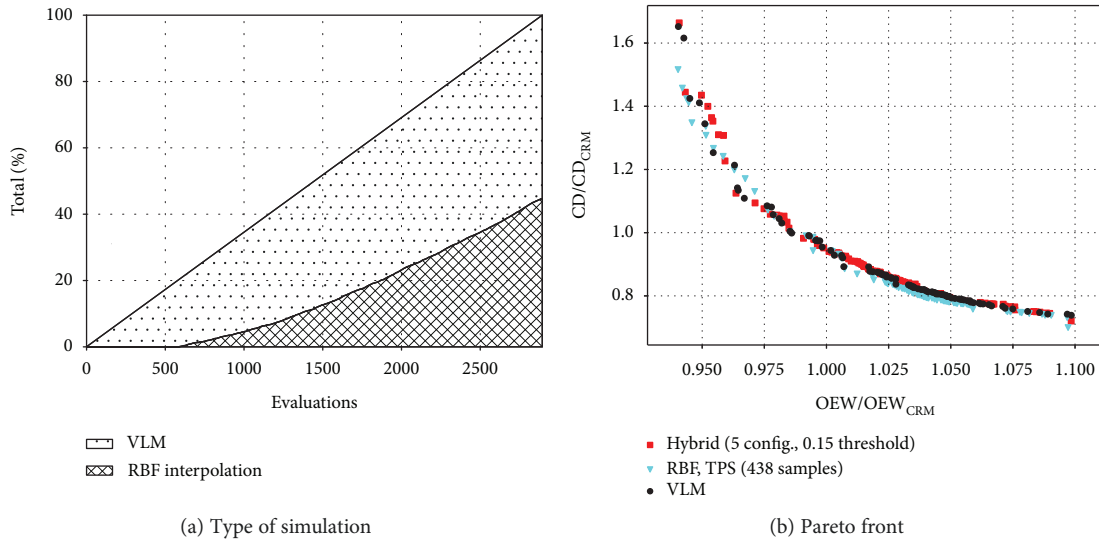 100
80
60
40
20
0
Total (%)
0
500
1000
1500
2000
2500
Evaluations
VLM
RBF interpolation
(a) Type of simulation
1.6
1.4
1.2
1.0
0.8
CD/CD_CRM
0.950
0.975
1.000
1.025
1.050
1.075
1.100
OEW/OEW_CRM
Hybrid (5 config., 0.15 threshold)
RBF, TPS (438 samples)
VLM
(b) Pareto front